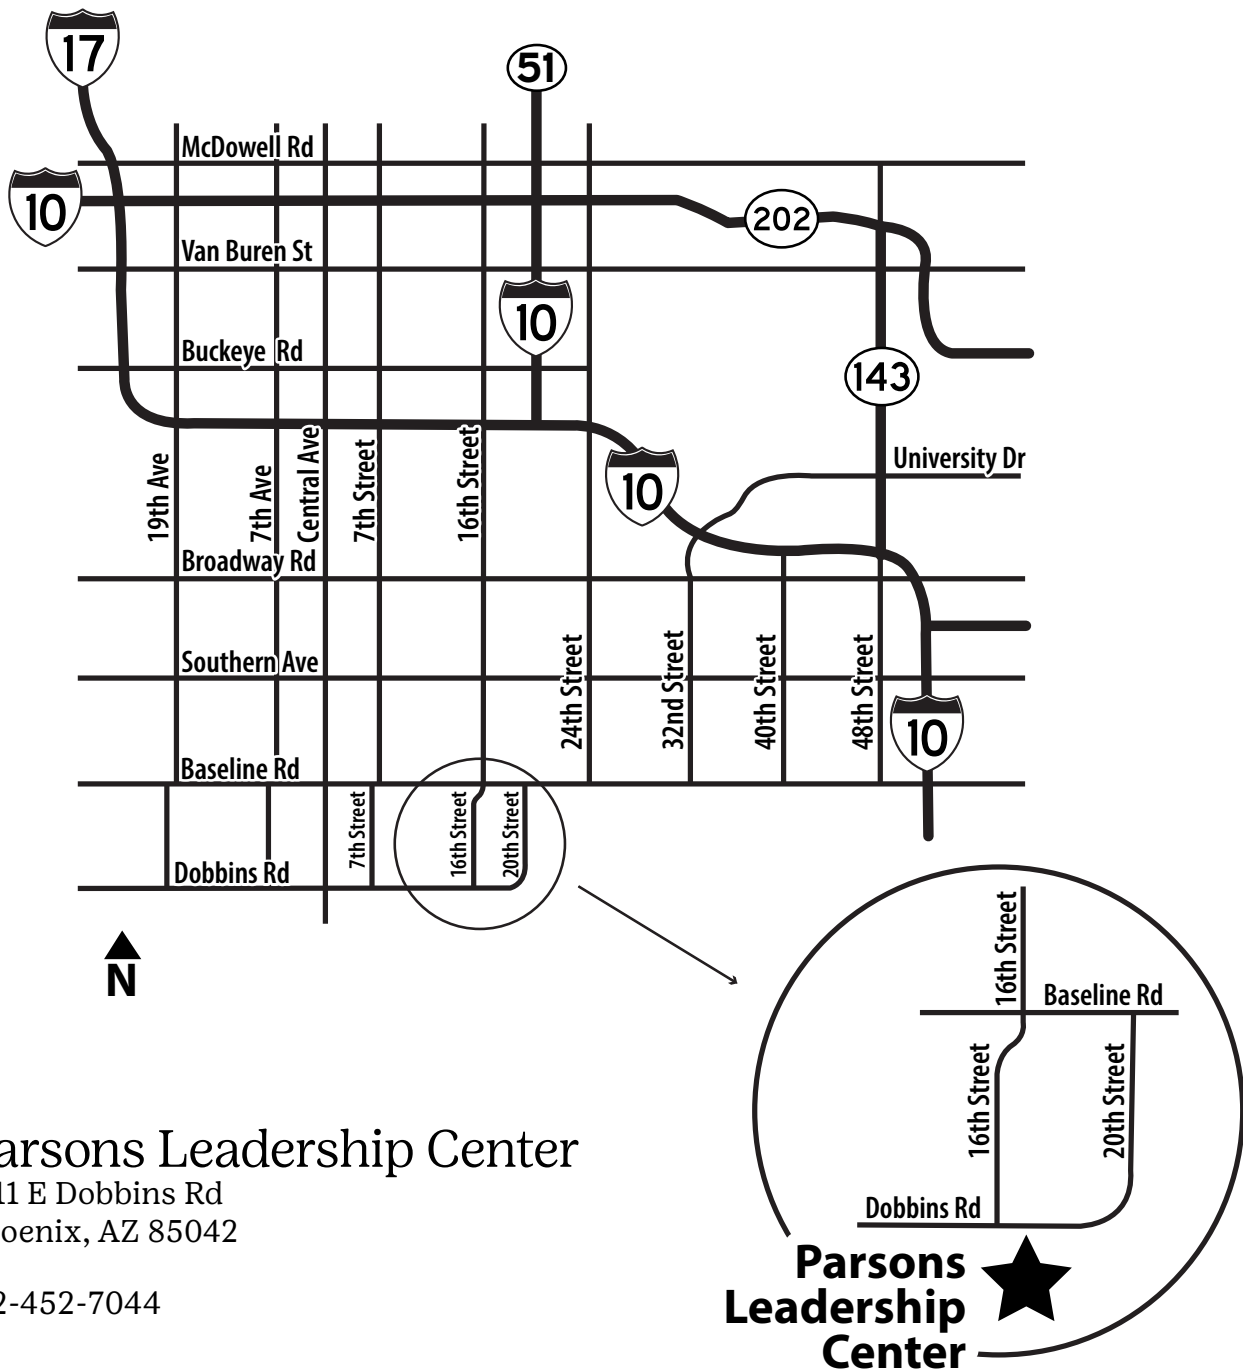 17
51
McDowell Rd
10
202
Van Buren St
10
Buckeye Rd
143
University Dr
10
19th Ave
7th Ave
Central Ave
7th Street
16th Street
Broadway Rd
Southern Ave
24th Street
32nd Street
40th Street
48th Street
10
Baseline Rd
7th Street
16th Street
20th Street
Dobbins Rd
N
16th Street
Baseline Rd
16th Street
20th Street
Dobbins Rd
Parsons
Leadership
Center
arsons Leadership Center
11 E Dobbins Rd
oenix, AZ 85042
2-452-7044